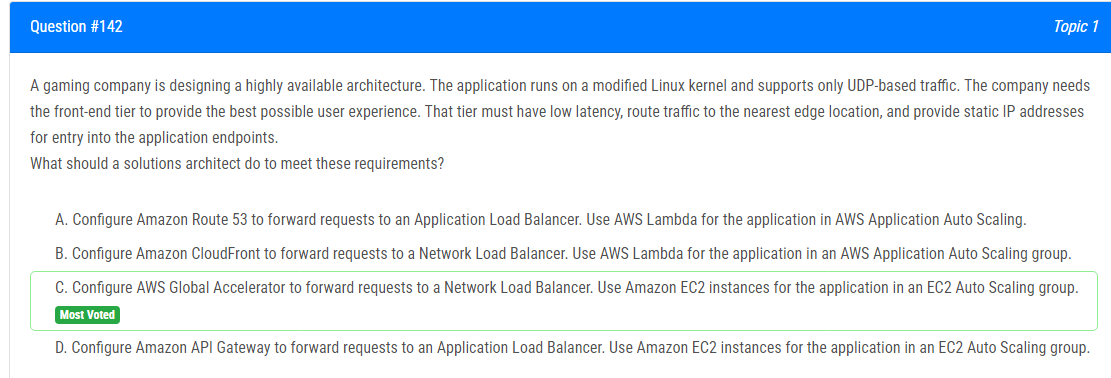 Question #142
Topic 1
A gaming company is designing a highly available architecture. The application runs on a modified Linux kernel and supports only UDP-based traffic. The company needs
the front-end tier to provide the best possible user experience. That tier must have low latency, route traffic to the nearest edge location, and provide static IP addresses
for entry into the application endpoints.
What should a solutions architect do to meet these requirements?
A. Configure Amazon Route 53 to forward requests to an Application Load Balancer. Use AWS Lambda for the application in AWS Application Auto Scaling.
B. Configure Amazon CloudFront to forward requests to a Network Load Balancer. Use AWS Lambda for the application in an AWS Application Auto Scaling group.
C. Configure AWS Global Accelerator to forward requests to a Network Load Balancer. Use Amazon EC2 instances for the application in an EC2 Auto Scaling group.
Most Voted
D. Configure Amazon API Gateway to forward requests to an Application Load Balancer. Use Amazon EC2 instances for the application in an EC2 Auto Scaling group.